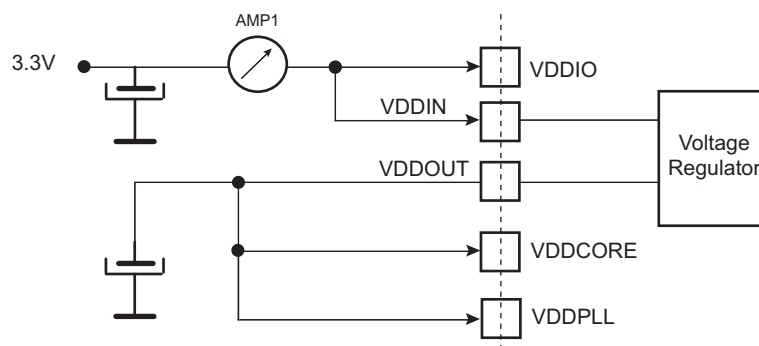 AMP1
3.3V
VDDIO
VDDIN
Voltage
Regulator
VDDOUT
VDDCORE
VDDPLL